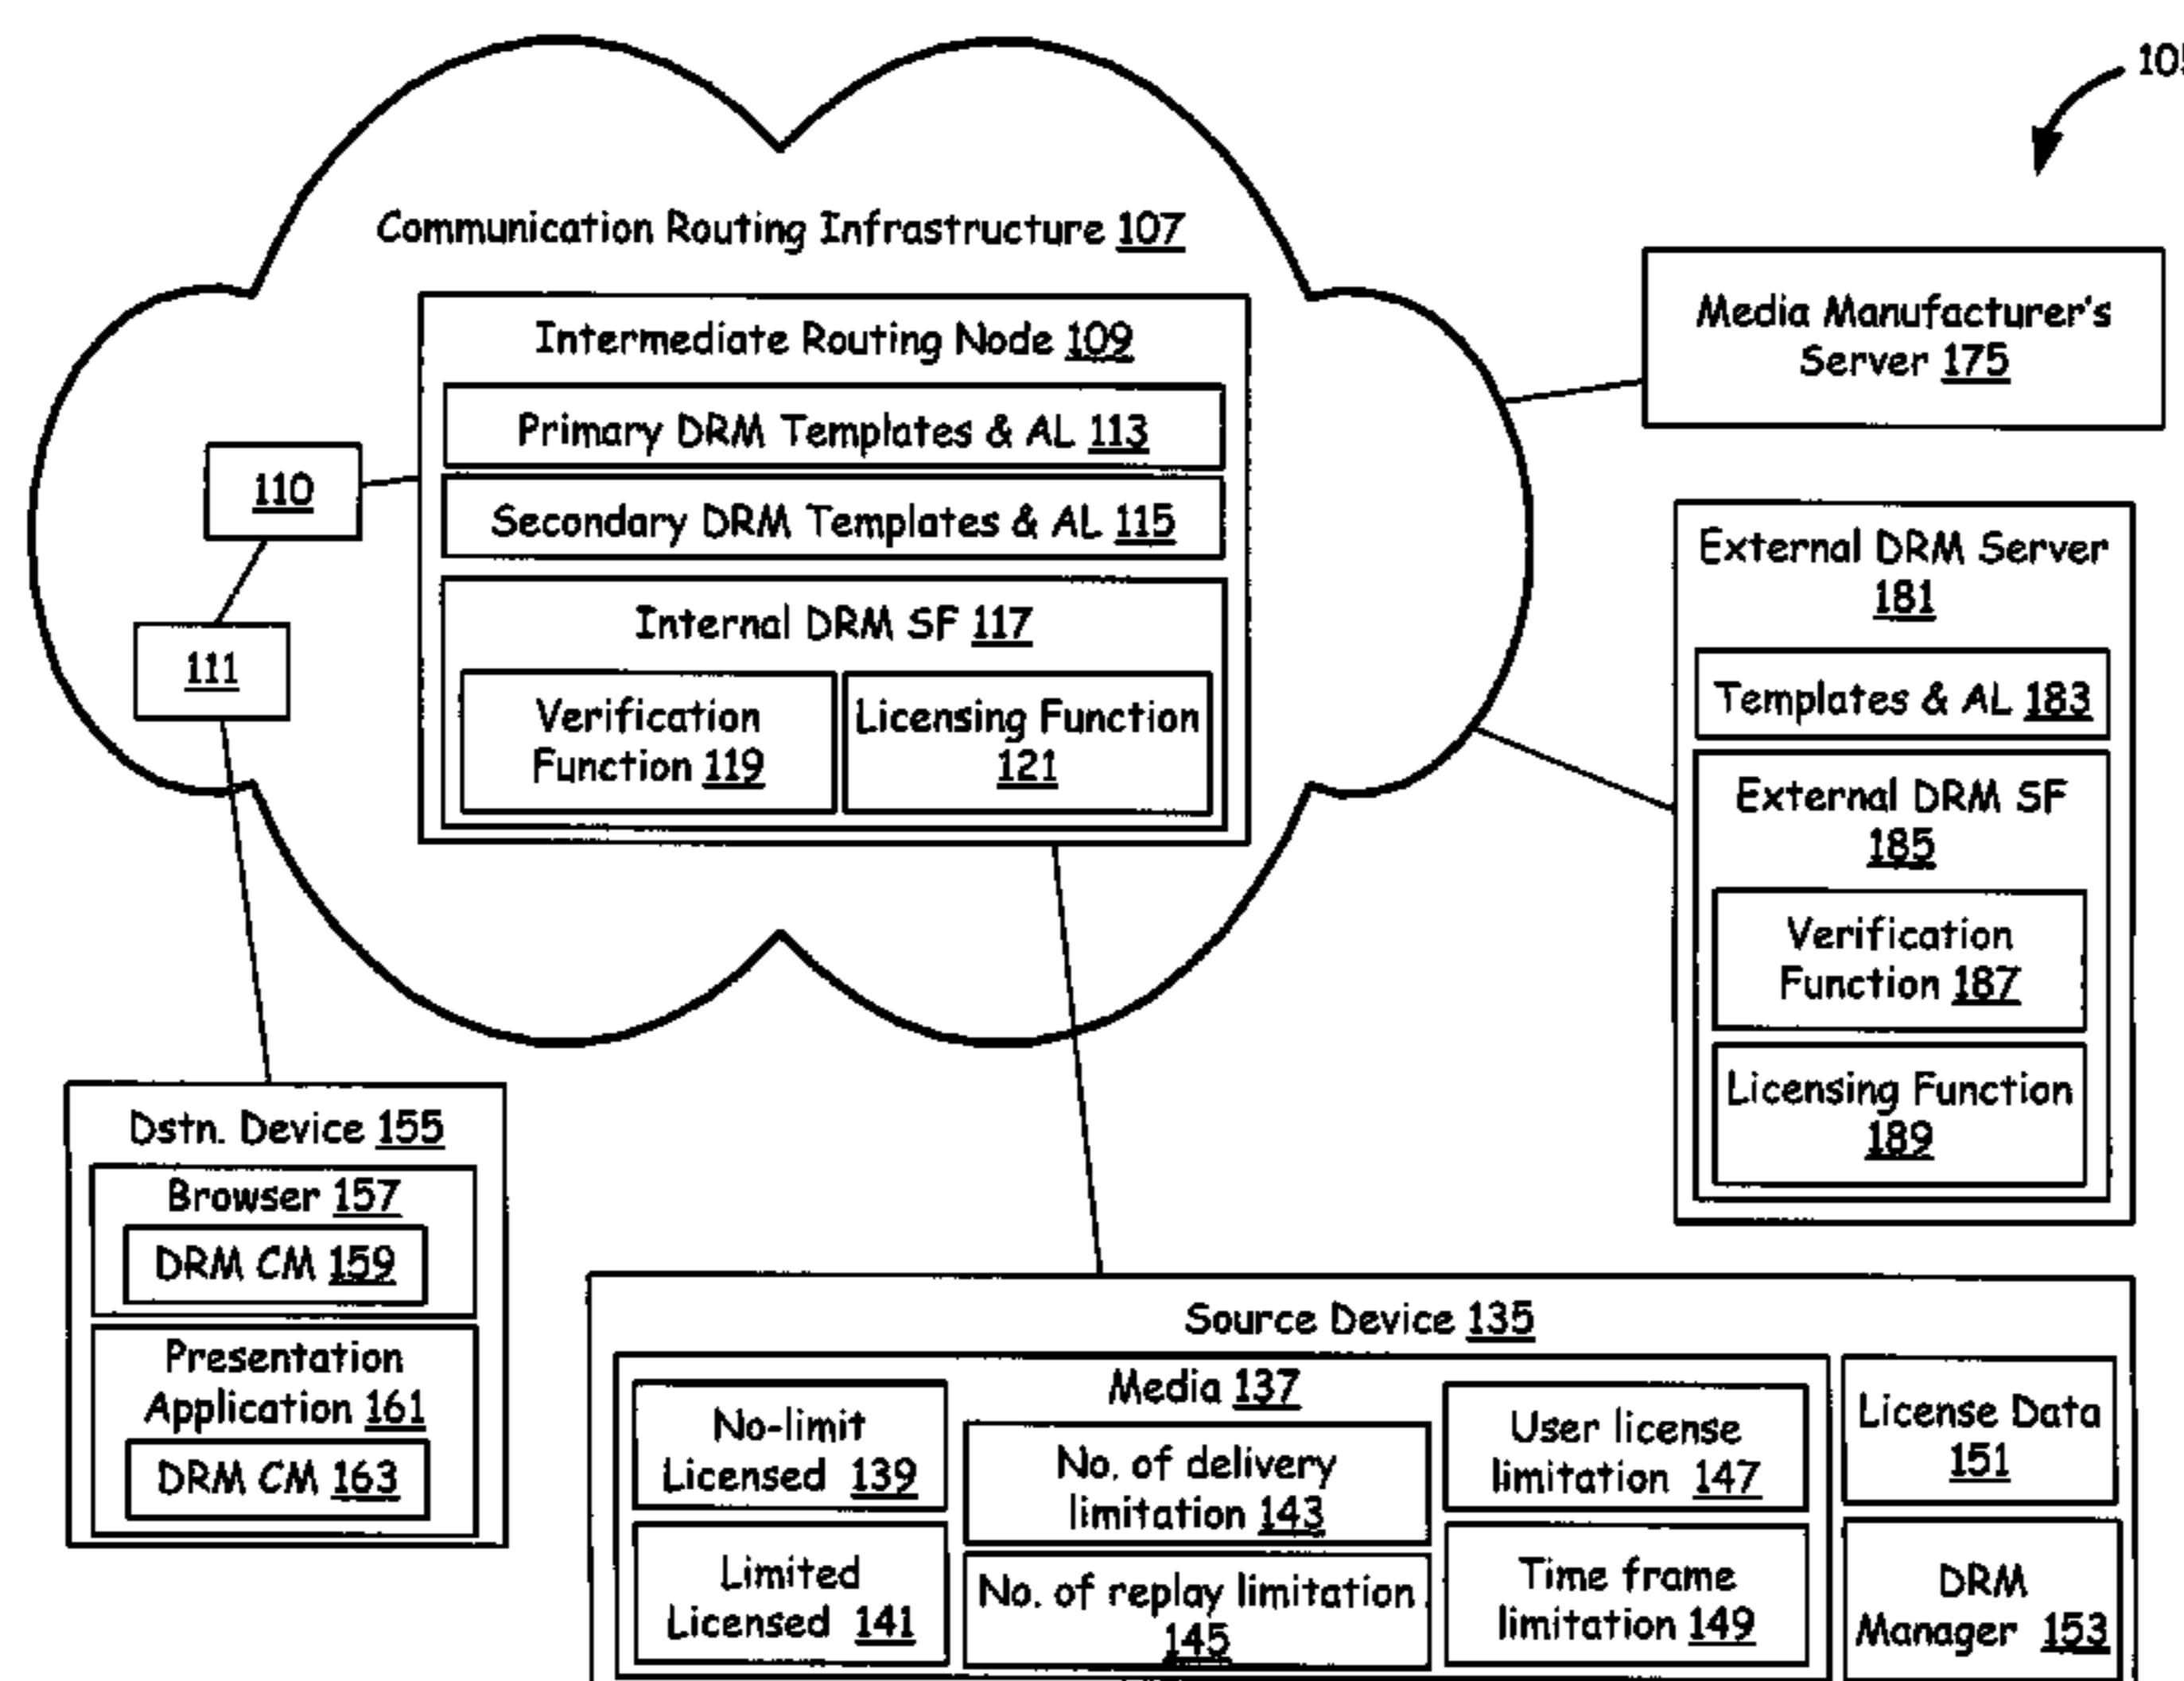 105
Communication Routing Infrastructure 107
Intermediate Routing Node 109
Primary DRM Templates & AL 113
Secondary DRM Templates & AL 115
Internal DRM SF 117
Verification
Function 119
Licensing Function
121
110
111
Media Manufacturer's
Server 175
External DRM Server
181
Templates & AL 183
External DRM SF
185
Verification
Function 187
Licensing Function
189
Dstn. Device 155
Browser 157
DRM CM 159
Presentation
Application 161
DRM CM 163
Source Device 135
Media 137
No-limit
Licensed 139
Limited
Licensed 141
No. of delivery
limitation 143
No. of replay limitation
145
User license
limitation 147
Time frame
limitation 149
License Data
151
DRM
Manager 153